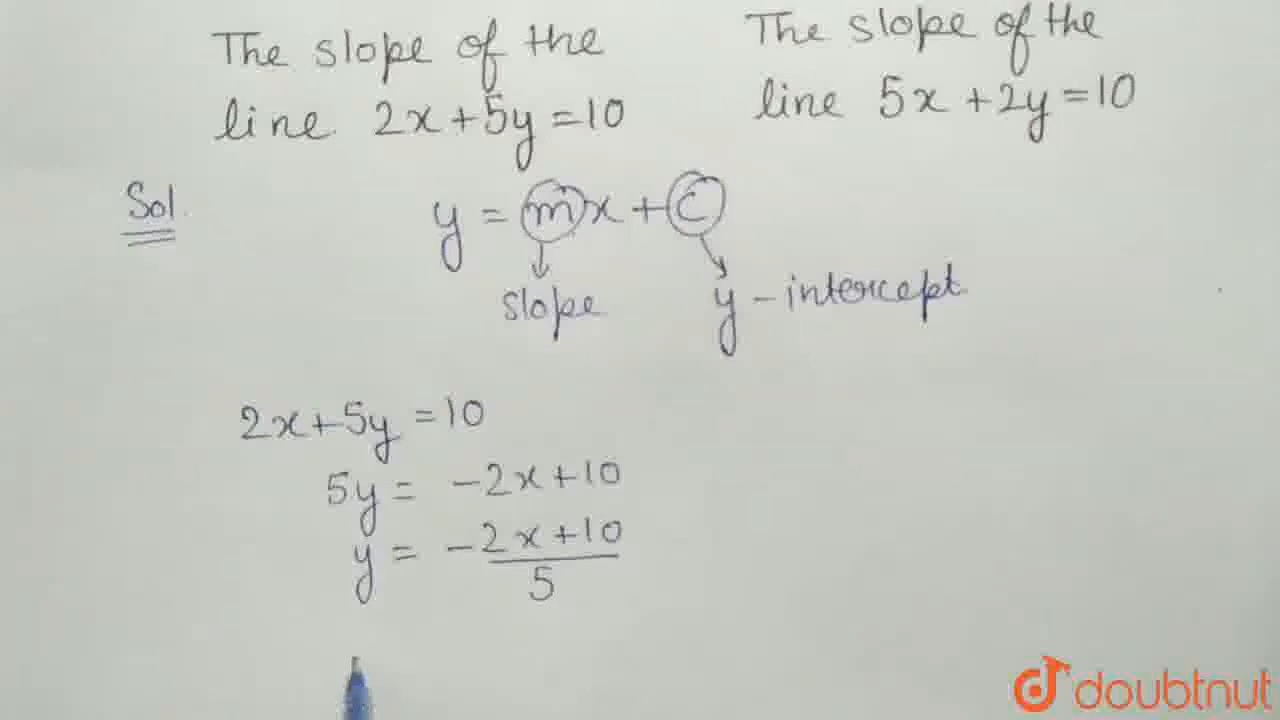 The slope of the
line 2x+5y=10
The slope of the
line 5x+2y=10
Sol.
y = mx + c
slope
y - intercept
2x+5y=10
5y= -2x+10
y = -2x+10
5
doubtnut